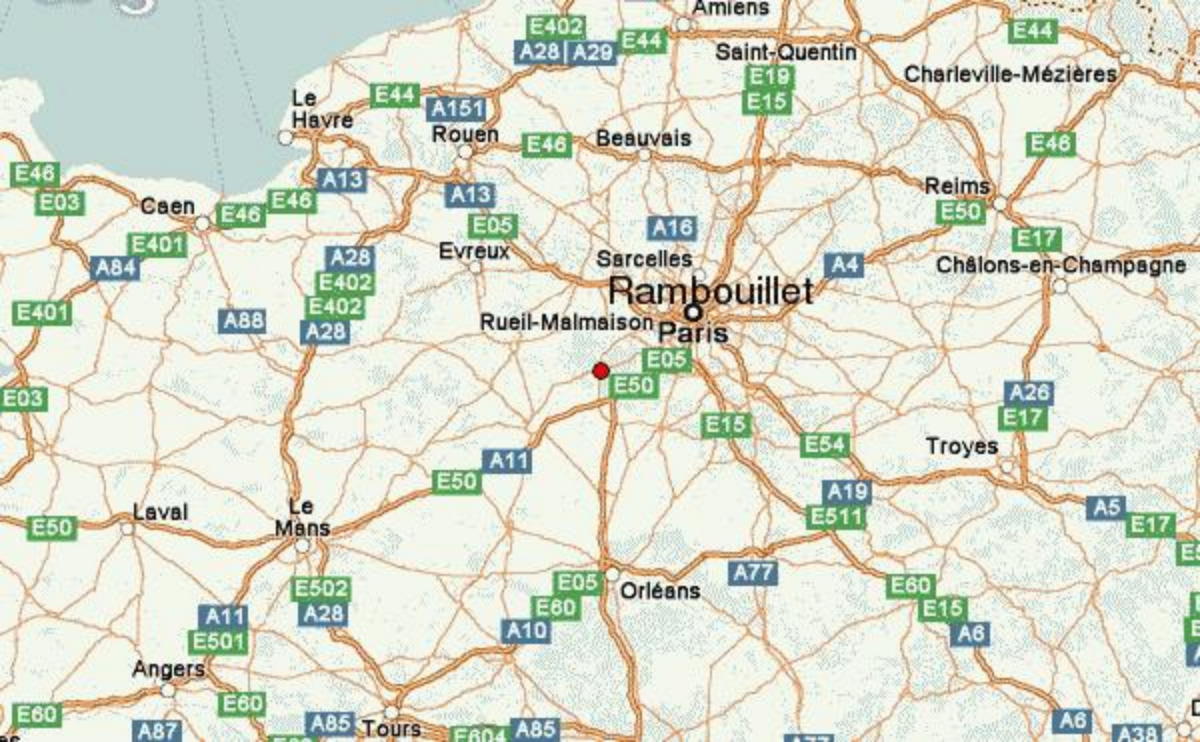 S
Amiens
E402
A28 A29
E44
E44
Saint-Quentin
E19
E15
Charleville-Mézières
Le
Havre
E44
A151
Rouen
E46
Beauvais
E46
E46
E03
A13
A13
Reims
E50
Caen
E46
E46
E401
E05
A16
E17
A84
A28
E402
Evreux
Sarcelles
A4
Châlons-en-Champagne
E401
A88
E402
A28
Rambouillet
Rueil-Malmaison
Paris
E05
E50
E03
A26
E17
E15
E54
Troyes
A11
E50
A19
E511
A5
E17
Laval
Le
Mans
E50
A77
E502
A28
E05
E60
Orléans
E60
E15
A6
A11
E501
A10
Angers
E60
E60
A87
A85
Tours
E604
A85
A77
A6
A38